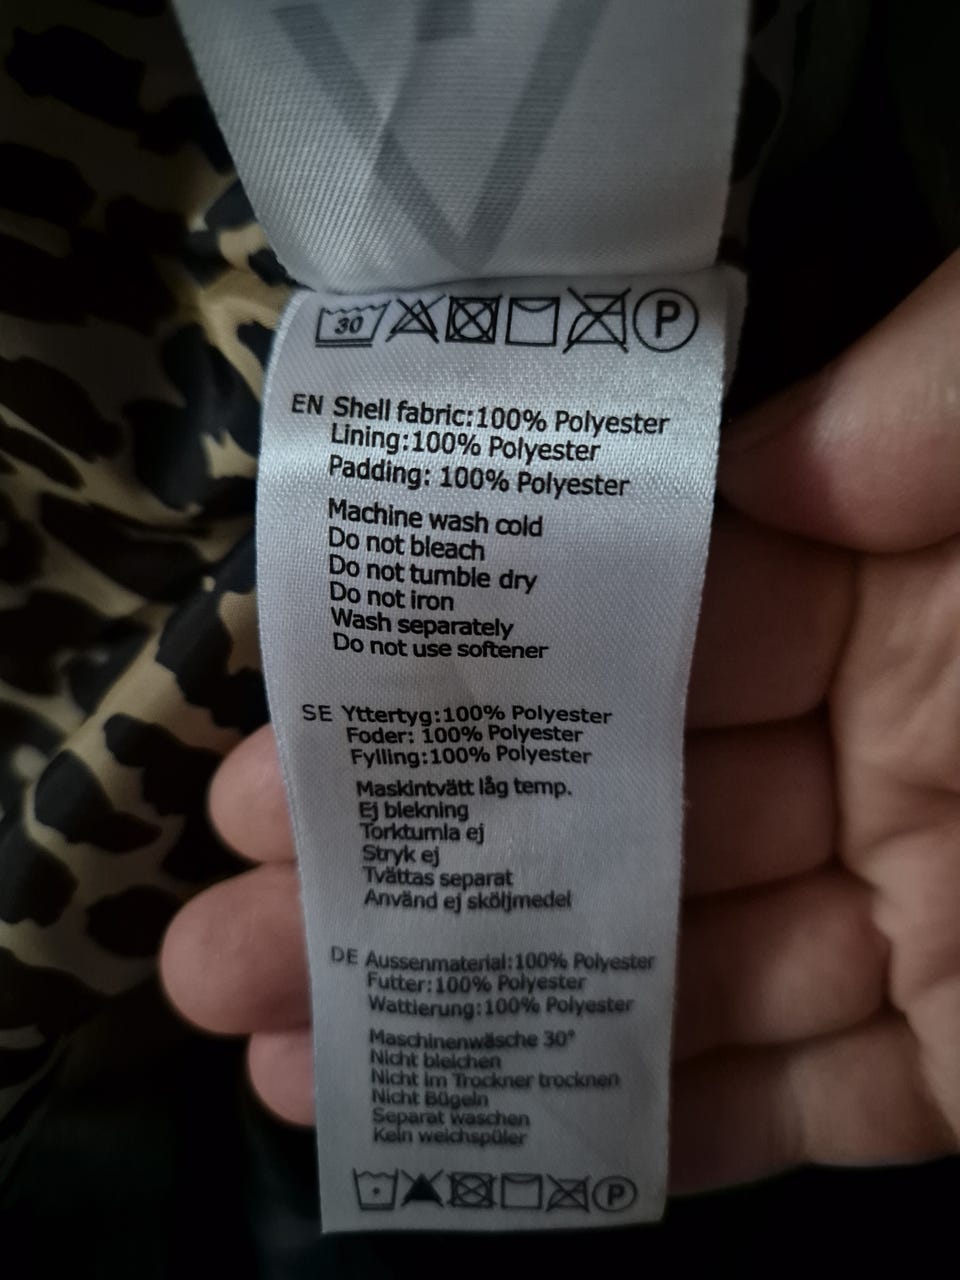 30 P
EN Shell fabric:100% Polyester
Lining:100% Polyester
Padding: 100% Polyester
Machine wash cold
Do not bleach
Do not tumble dry
Do not iron
Wash separately
Do not use softener
SE Yttertyg:100% Polyester
Foder: 100% Polyester
Fylling:100% Polyester
Maskintvätt låg temp.
Ej blekning
Torktumla ej
Stryk ej
Tvättas separat
Använd ej sköljmedel
DE Aussenmaterial:100% Polyester
Futter:100% Polyester
Wattierung:100% Polyester
Maschinenwäsche 30°
Nicht bleichen
Nicht im Trockner trocknen
Nicht Bügeln
Separat waschen
Kein weichspüler
P